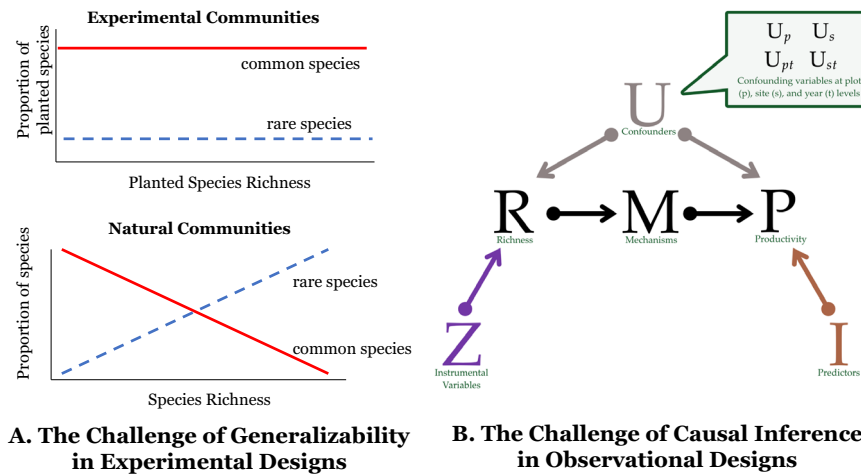 Experimental Communities
Proportion of
planted species
common species
rare species
Planted Species Richness
Natural Communities
Proportion of species
rare species
common species
Species Richness
A. The Challenge of Generalizability
in Experimental Designs
Up Us
Upt Ust
Confounding variables at plot
(p), site (s), and year (t) levels
U
Confounders
R
Richness
M
Mechanisms
P
Productivity
Z
Instrumental
Variables
I
Predictors
B. The Challenge of Causal Inference
in Observational Designs